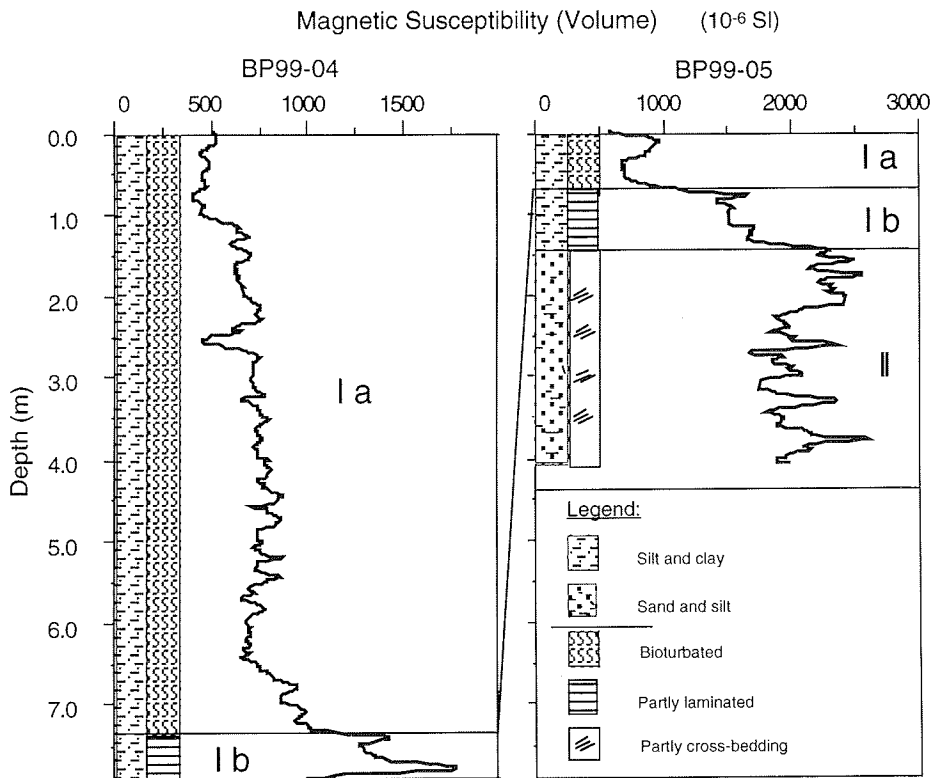 Magnetic Susceptibility (Volume) (10-6 SI)
BP99-04 BP99-05
0 500 1000 1500 0 1000 2000 3000
Depth (m)
0.0
1.0
2.0
3.0
4.0
5.0
6.0
7.0
I a
I b
I a
I b
II
Legend:
Silt and clay
Sand and silt
Bioturbated
Partly laminated
Partly cross-bedding